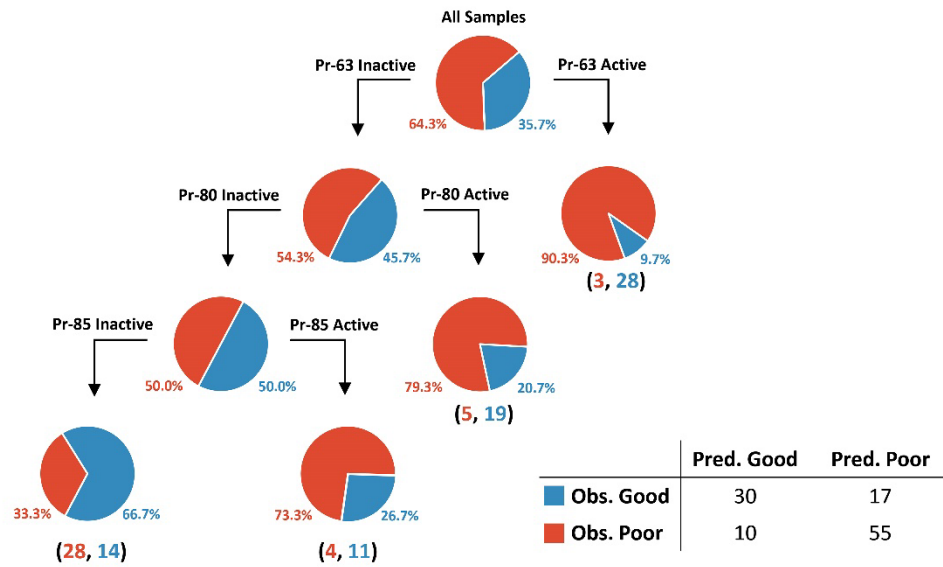 All Samples
Pr-63 Inactive
Pr-63 Active
64.3%
35.7%
Pr-80 Inactive
Pr-80 Active
54.3%
45.7%
90.3%
9.7%
(3, 28)
Pr-85 Inactive
Pr-85 Active
50.0%
50.0%
79.3%
20.7%
(5, 19)
33.3%
66.7%
(28, 14)
73.3%
26.7%
(4, 11)
Pred. Good Pred. Poor
Obs. Good 30 17
Obs. Poor 10 55